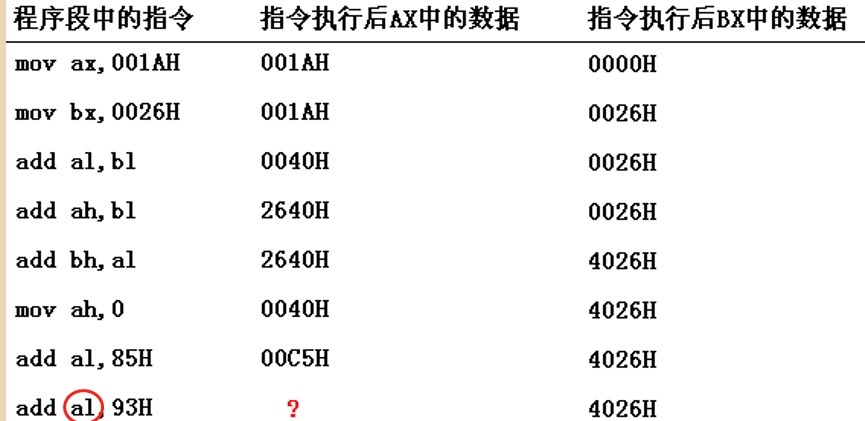 程序段中的指令 指令执行后AX中的数据 指令执行后BX中的数据
mov ax,001AH 001AH 0000H
mov bx,0026H 001AH 0026H
add al,bl 0040H 0026H
add ah,bl 2640H 0026H
add bh,al 2640H 4026H
mov ah,0 0040H 4026H
add al,85H 00C5H 4026H
add al,93H ? 4026H